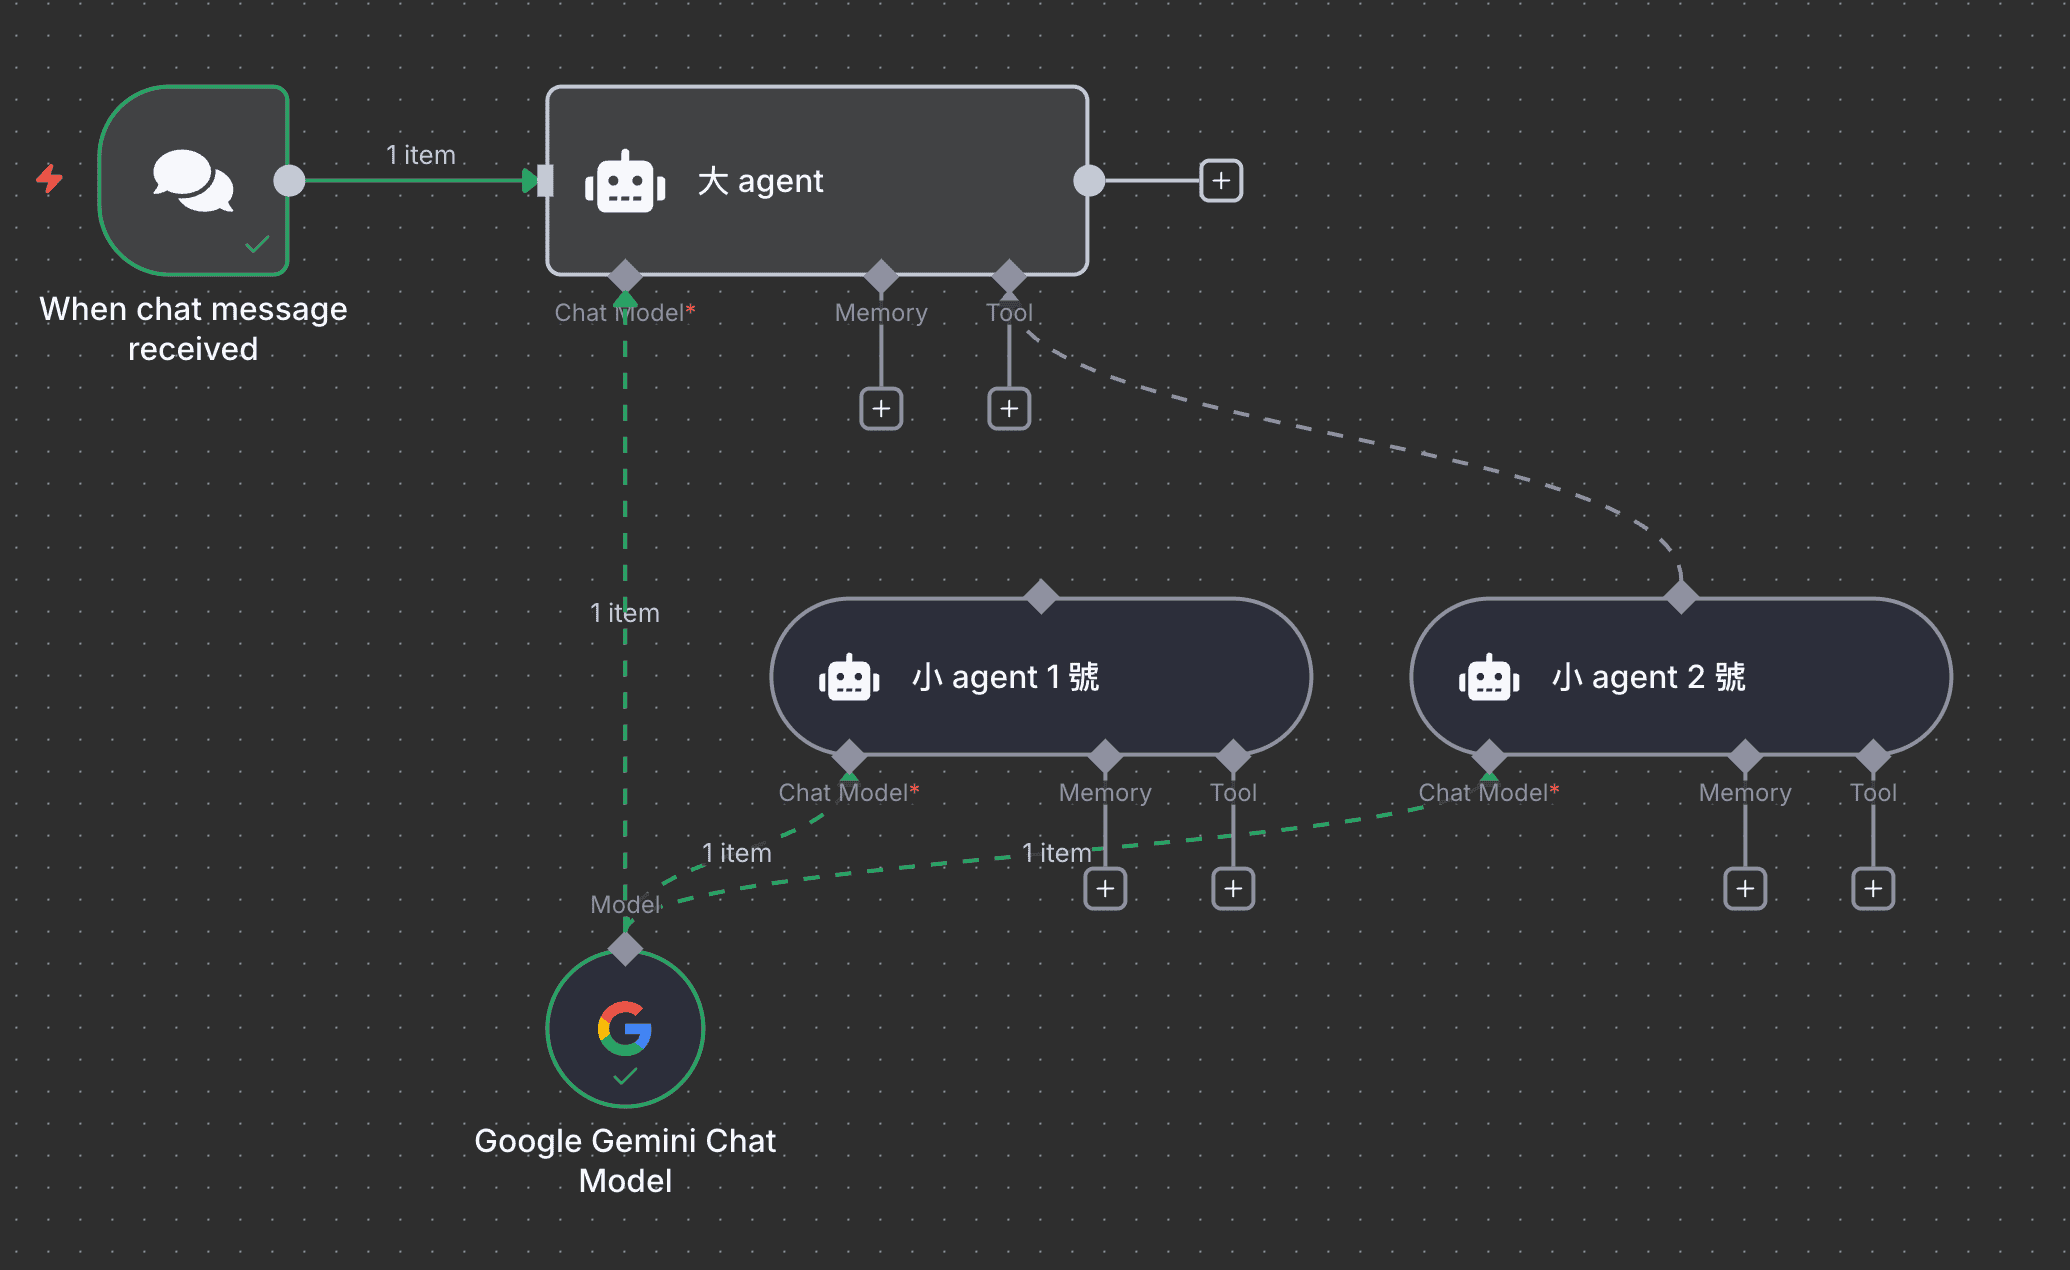 1 item
大 agent
When chat message
received
Chat Model*
Memory
Tool
1 item
小 agent 1 號
小 agent 2 號
Chat Model*
Memory
Tool
Chat Model*
Memory
Tool
1 item
1 item
Model
Google Gemini Chat
Model